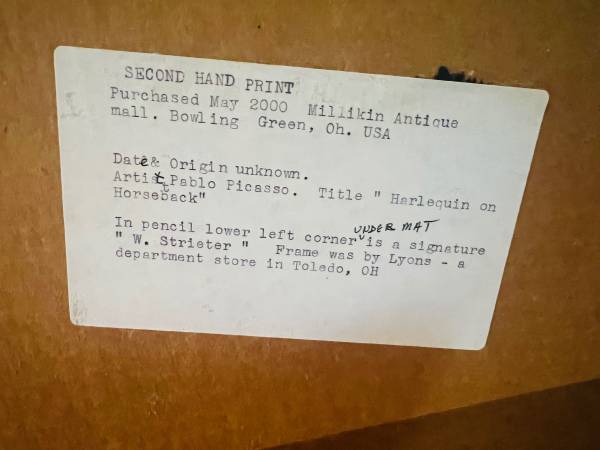 SECOND HAND PRINT
Purchased May 2000 Millikin Antique
mall. Bowling Green, Oh. USA
Date & Origin unknown.
Artist Pablo Picasso. Title " Harlequin on
Horseback"
In pencil lower left corner UNDER MAT is a signature
" W. Strieter " Frame was by Lyons - a
department store in Toledo, OH